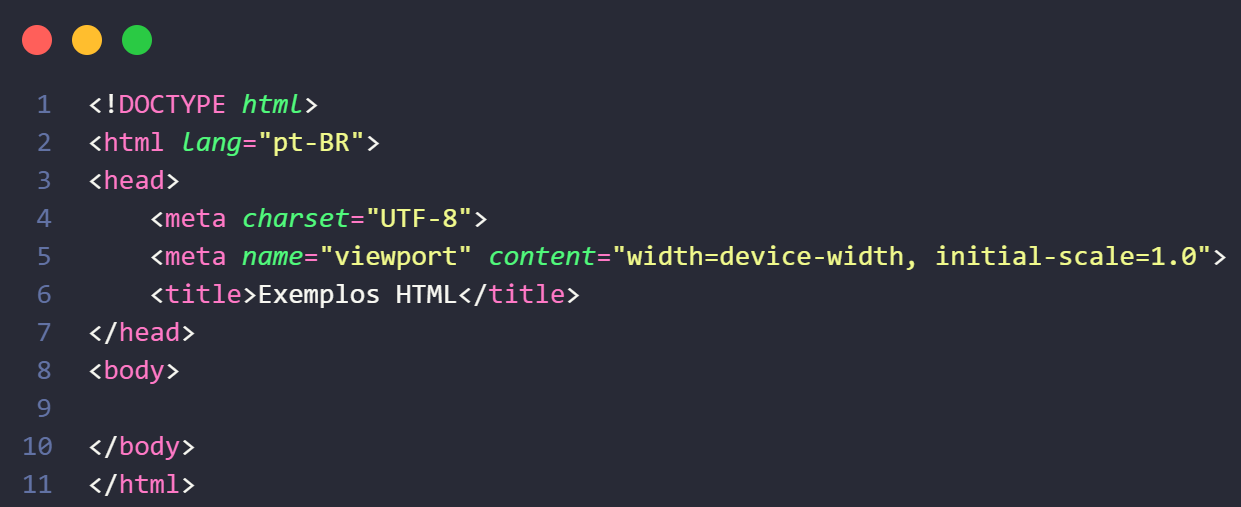 1 <!DOCTYPE html>
2 <html lang="pt-BR">
3 <head>
4     <meta charset="UTF-8">
5     <meta name="viewport" content="width=device-width, initial-scale=1.0">
6     <title>Exemplos HTML</title>
7 </head>
8 <body>
9
10 </body>
11 </html>